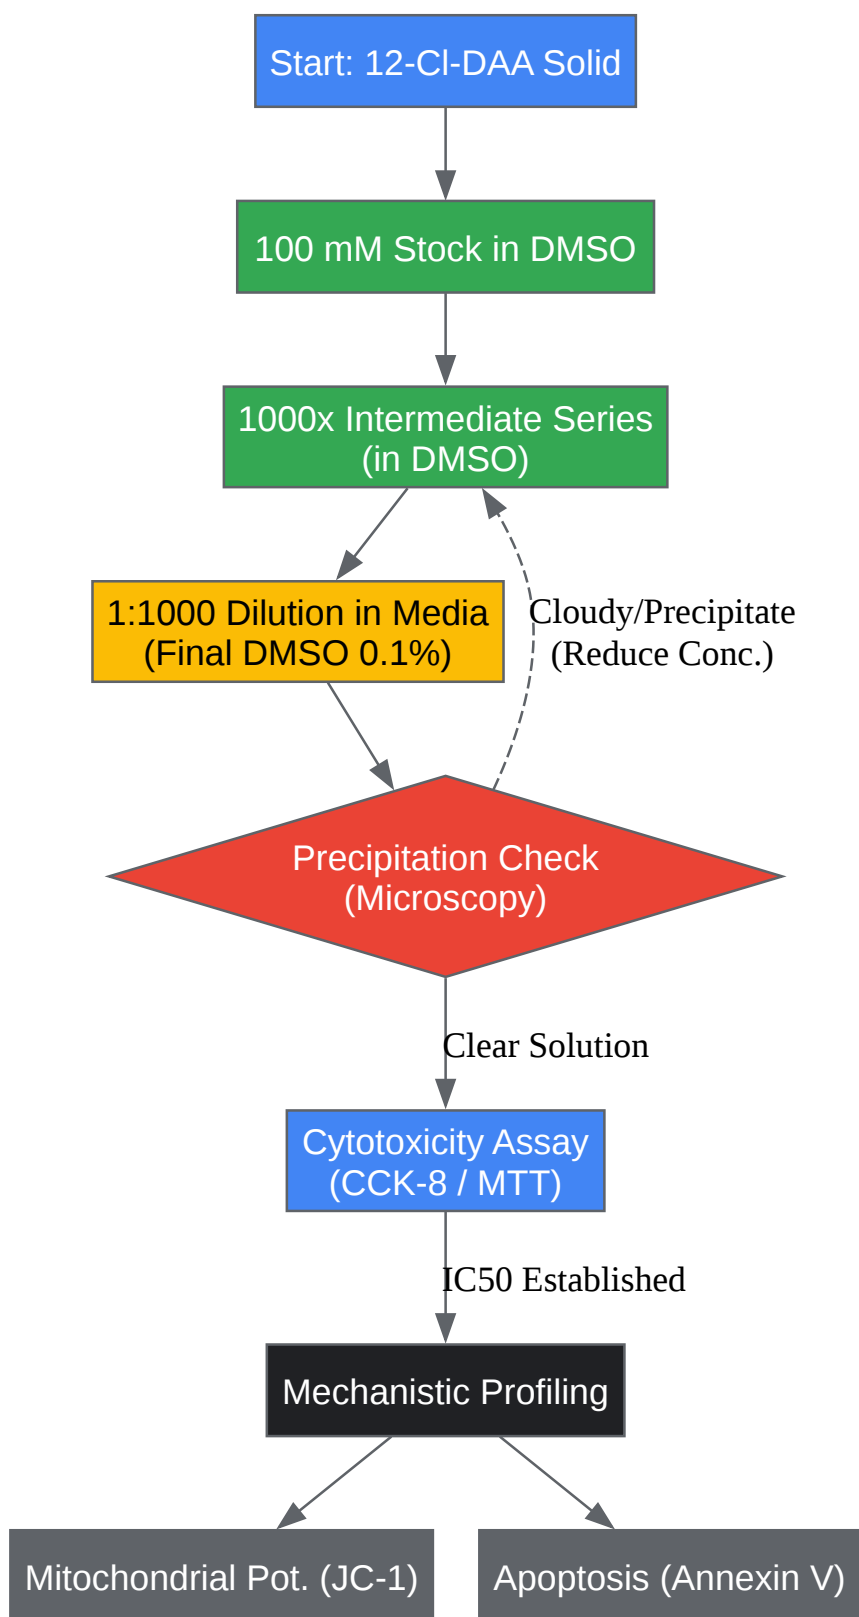 Start: 12-Cl-DAA Solid
100 mM Stock in DMSO
1000x Intermediate Series
(in DMSO)
1:1000 Dilution in Media
(Final DMSO 0.1%)
Cloudy/Precipitate
(Reduce Conc.)
Precipitation Check
(Microscopy)
Clear Solution
Cytotoxicity Assay
(CCK-8 / MTT)
IC50 Established
Mechanistic Profiling
Mitochondrial Pot. (JC-1)
Apoptosis (Annexin V)